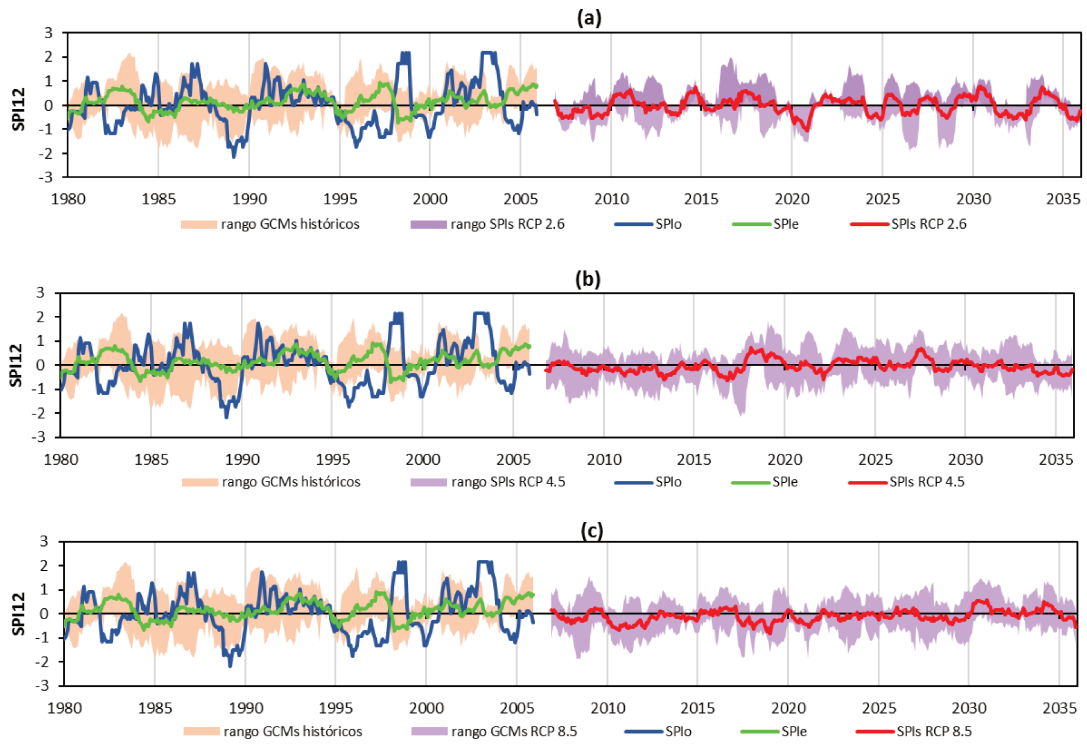 (a)
3
2
1
0
-1
-2
-3
SPI12
1980 1985 1990 1995 2000 2005 2010 2015 2020 2025 2030 2035
rango GCMs históricos rango SPIs RCP 2.6 SPIo SPIe SPIs RCP 2.6
(b)
3
2
1
0
-1
-2
-3
SPI12
1980 1985 1990 1995 2000 2005 2010 2015 2020 2025 2030 2035
rango GCMs históricos rango SPIs RCP 4.5 SPIo SPIe SPIs RCP 4.5
(c)
3
2
1
0
-1
-2
-3
SPI12
1980 1985 1990 1995 2000 2005 2010 2015 2020 2025 2030 2035
rango GCMs históricos rango GCMs RCP 8.5 SPIo SPIe SPIs RCP 8.5